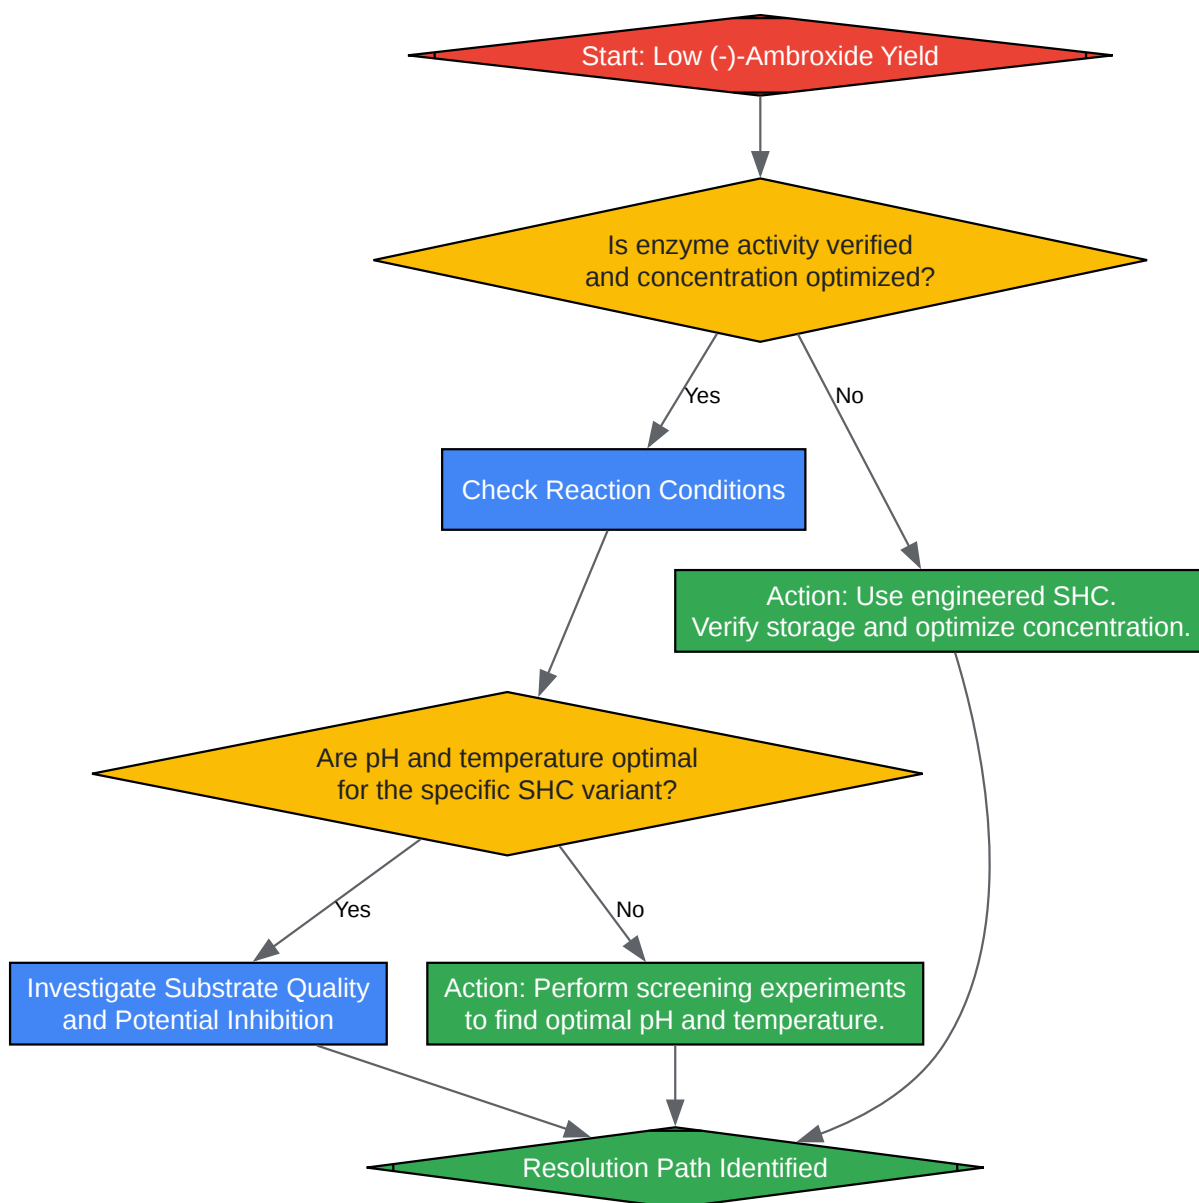 Start: Low (-)-Ambroxide Yield
Is enzyme activity verified
and concentration optimized?
Yes
No
Check Reaction Conditions
Action: Use engineered SHC.
Verify storage and optimize concentration.
Are pH and temperature optimal
for the specific SHC variant?
Yes
No
Investigate Substrate Quality
and Potential Inhibition
Action: Perform screening experiments
to find optimal pH and temperature.
Resolution Path Identified